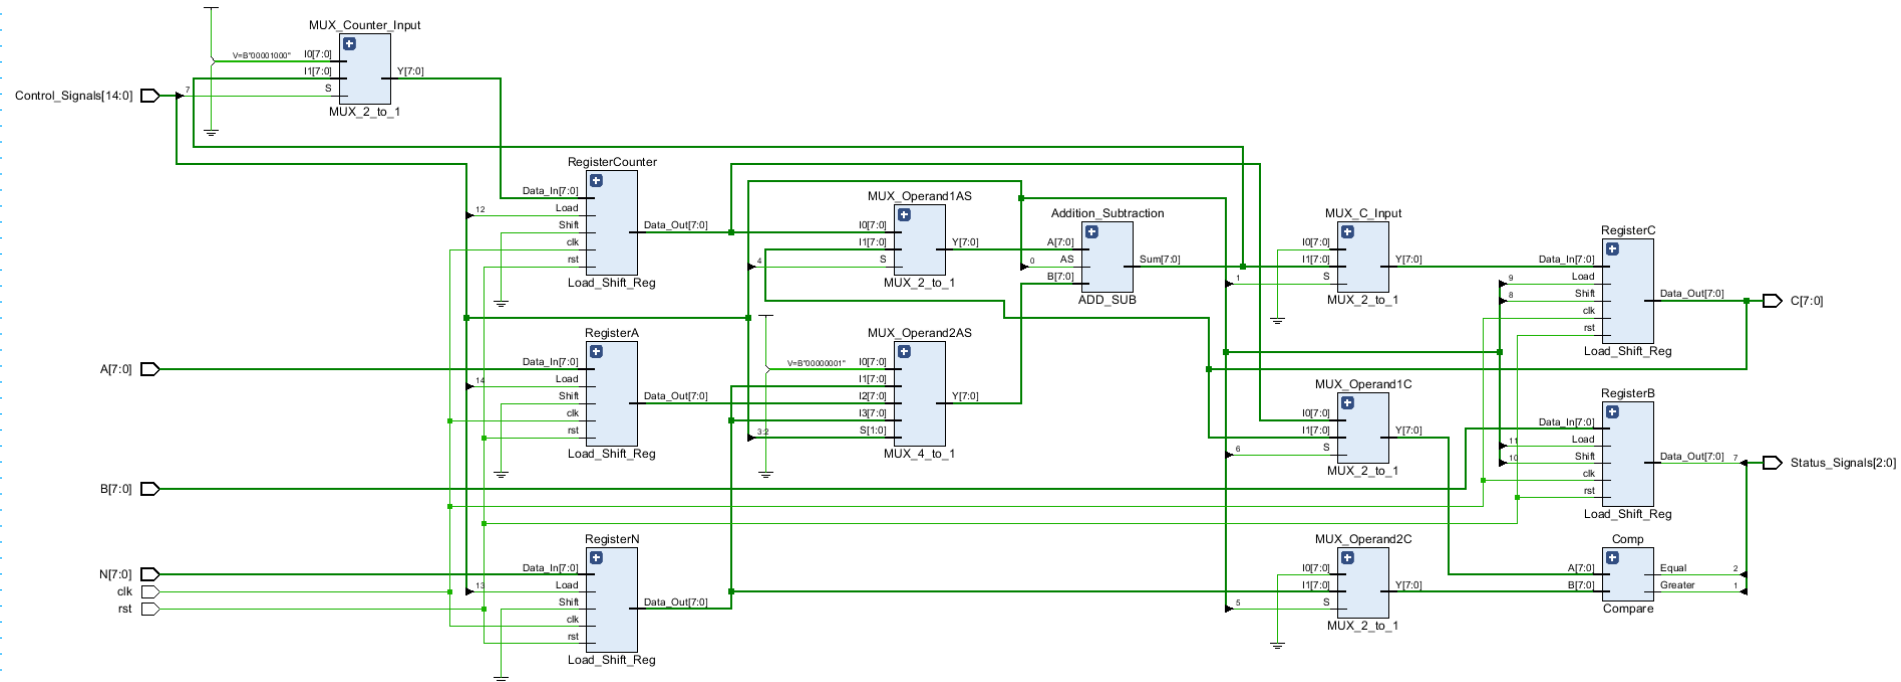 MUX_Counter_Input
V=B"00001000"
I0[7:0]
I1[7:0]
S
Y[7:0]
7
MUX_2_to_1
Control_Signals[14:0]
RegisterCounter
Data_In[7:0]
12
Load
Shift
clk
rst
Data_Out[7:0]
Load_Shift_Reg
MUX_Operand1AS
I0[7:0]
I1[7:0]
4
S
Y[7:0]
MUX_2_to_1
Addition_Subtraction
A[7:0]
0
AS
B[7:0]
Sum[7:0]
ADD_SUB
MUX_C_Input
I0[7:0]
I1[7:0]
1
S
Y[7:0]
MUX_2_to_1
RegisterC
Data_In[7:0]
9
Load
8
Shift
clk
rst
Data_Out[7:0]
Load_Shift_Reg
C[7:0]
A[7:0]
RegisterA
Data_In[7:0]
14
Load
Shift
clk
rst
Data_Out[7:0]
Load_Shift_Reg
MUX_Operand2AS
V=B"00000001"
I0[7:0]
I1[7:0]
I2[7:0]
I3[7:0]
3:2
S[1:0]
Y[7:0]
MUX_4_to_1
MUX_Operand1C
I0[7:0]
I1[7:0]
6
S
Y[7:0]
MUX_2_to_1
RegisterB
Data_In[7:0]
11
Load
10
Shift
clk
rst
Data_Out[7:0]
7
Load_Shift_Reg
Status_Signals[2:0]
B[7:0]
N[7:0]
clk
rst
RegisterN
Data_In[7:0]
13
Load
Shift
clk
rst
Data_Out[7:0]
Load_Shift_Reg
MUX_Operand2C
I0[7:0]
I1[7:0]
5
S
Y[7:0]
MUX_2_to_1
Comp
A[7:0]
B[7:0]
Equal
2
Greater
1
Compare